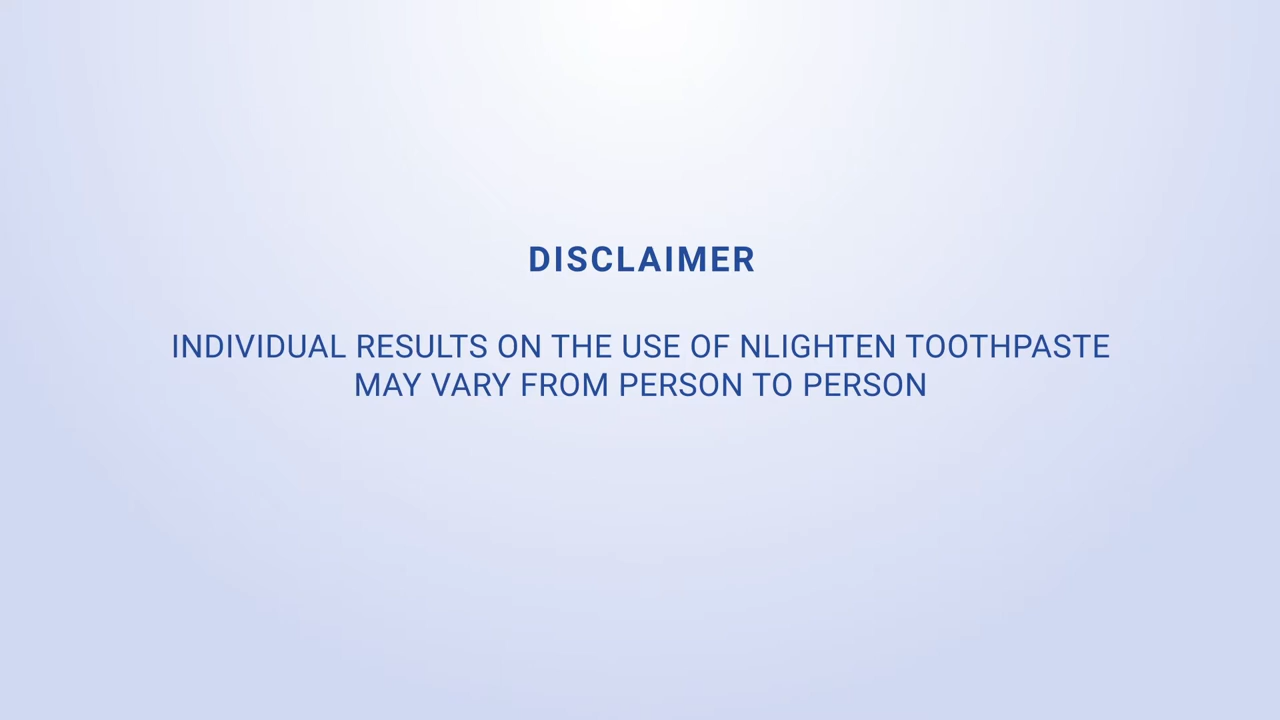 DISCLAIMER
INDIVIDUAL RESULTS ON THE USE OF NLIGHTEN TOOTHPASTE
MAY VARY FROM PERSON TO PERSON